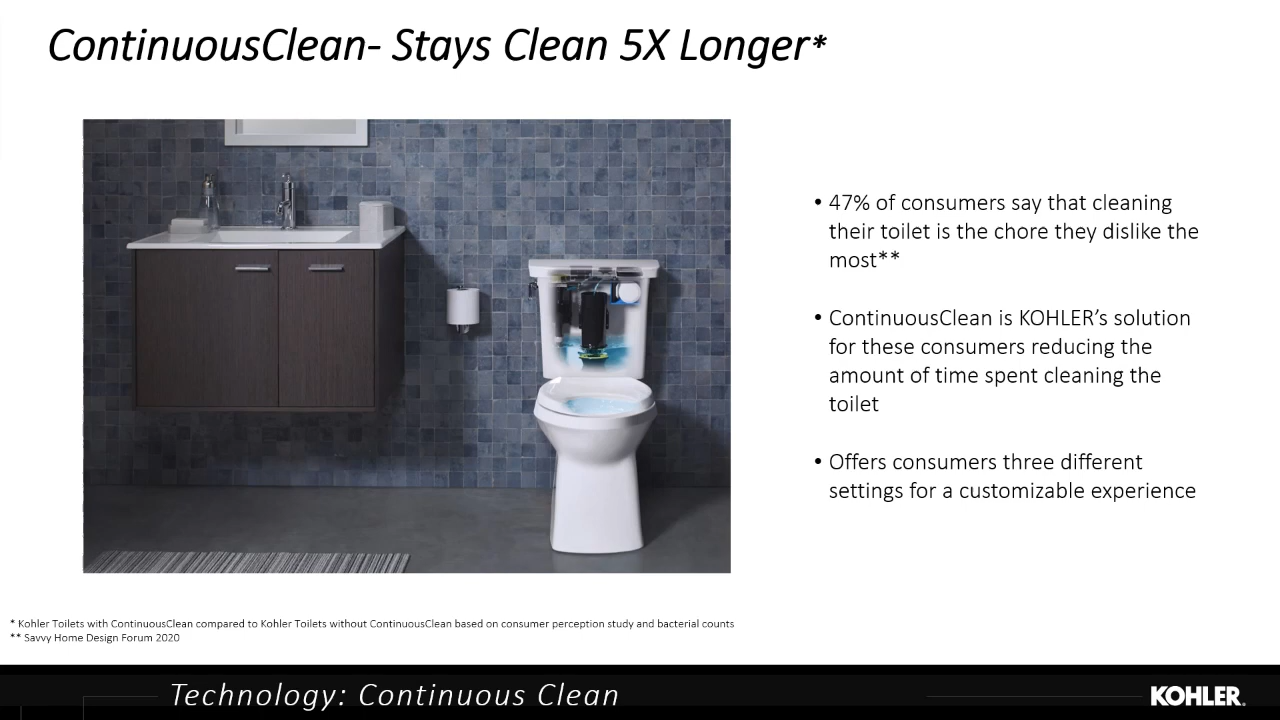 ContinuousClean- Stays Clean 5X Longer*
• 47% of consumers say that cleaning
their toilet is the chore they dislike the
most**
• ContinuousClean is KOHLER’s solution
for these consumers reducing the
amount of time spent cleaning the
toilet
• Offers consumers three different
settings for a customizable experience
* Kohler Toilets with ContinuousClean compared to Kohler Toilets without ContinuousClean based on consumer perception study and bacterial counts
** Savvy Home Design Forum 2020
Technology: Continuous Clean
KOHLER.